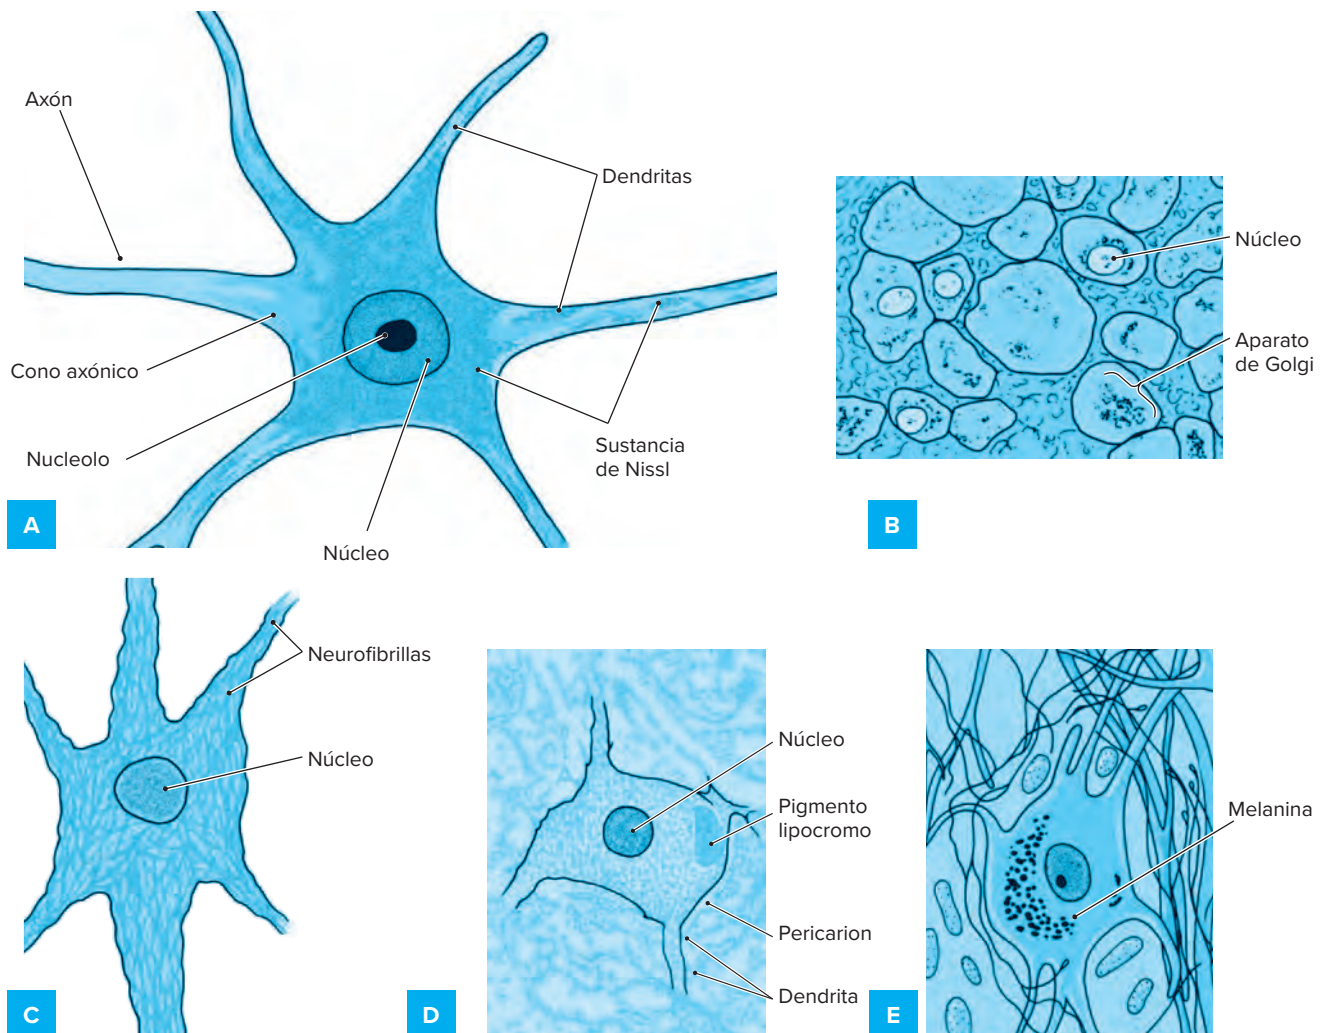 Axón
Dendritas
Cono axónico
Nucleolo
Sustancia
de Nissl
Núcleo
A
Núcleo
Aparato
de Golgi
B
Neurofibrillas
Núcleo
C
Núcleo
Pigmento
lipocromo
Pericarion
Dendrita
D
Melanina
E